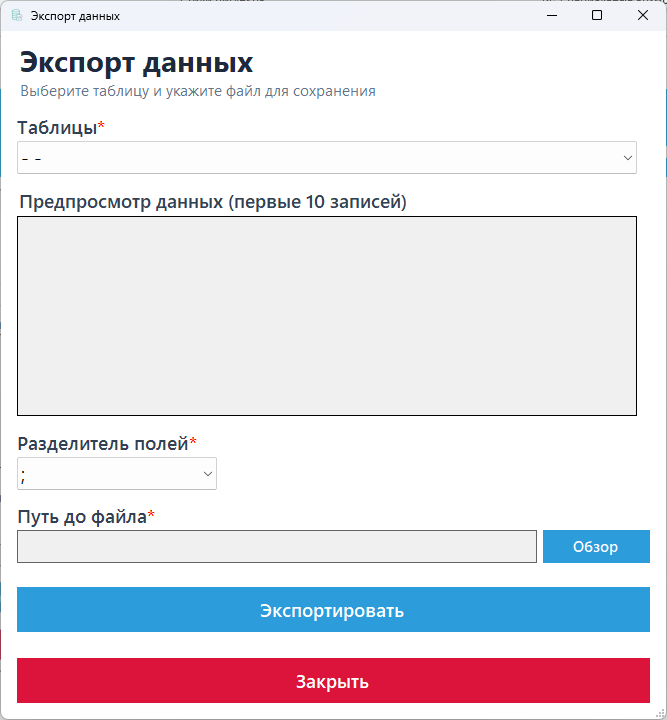 Экспорт данных
Экспорт данных
Выберите таблицу и укажите файл для сохранения
Таблицы*
- -
Предпросмотр данных (первые 10 записей)
Разделитель полей*
;
Путь до файла*
Обзор
Экспортировать
Закрыть